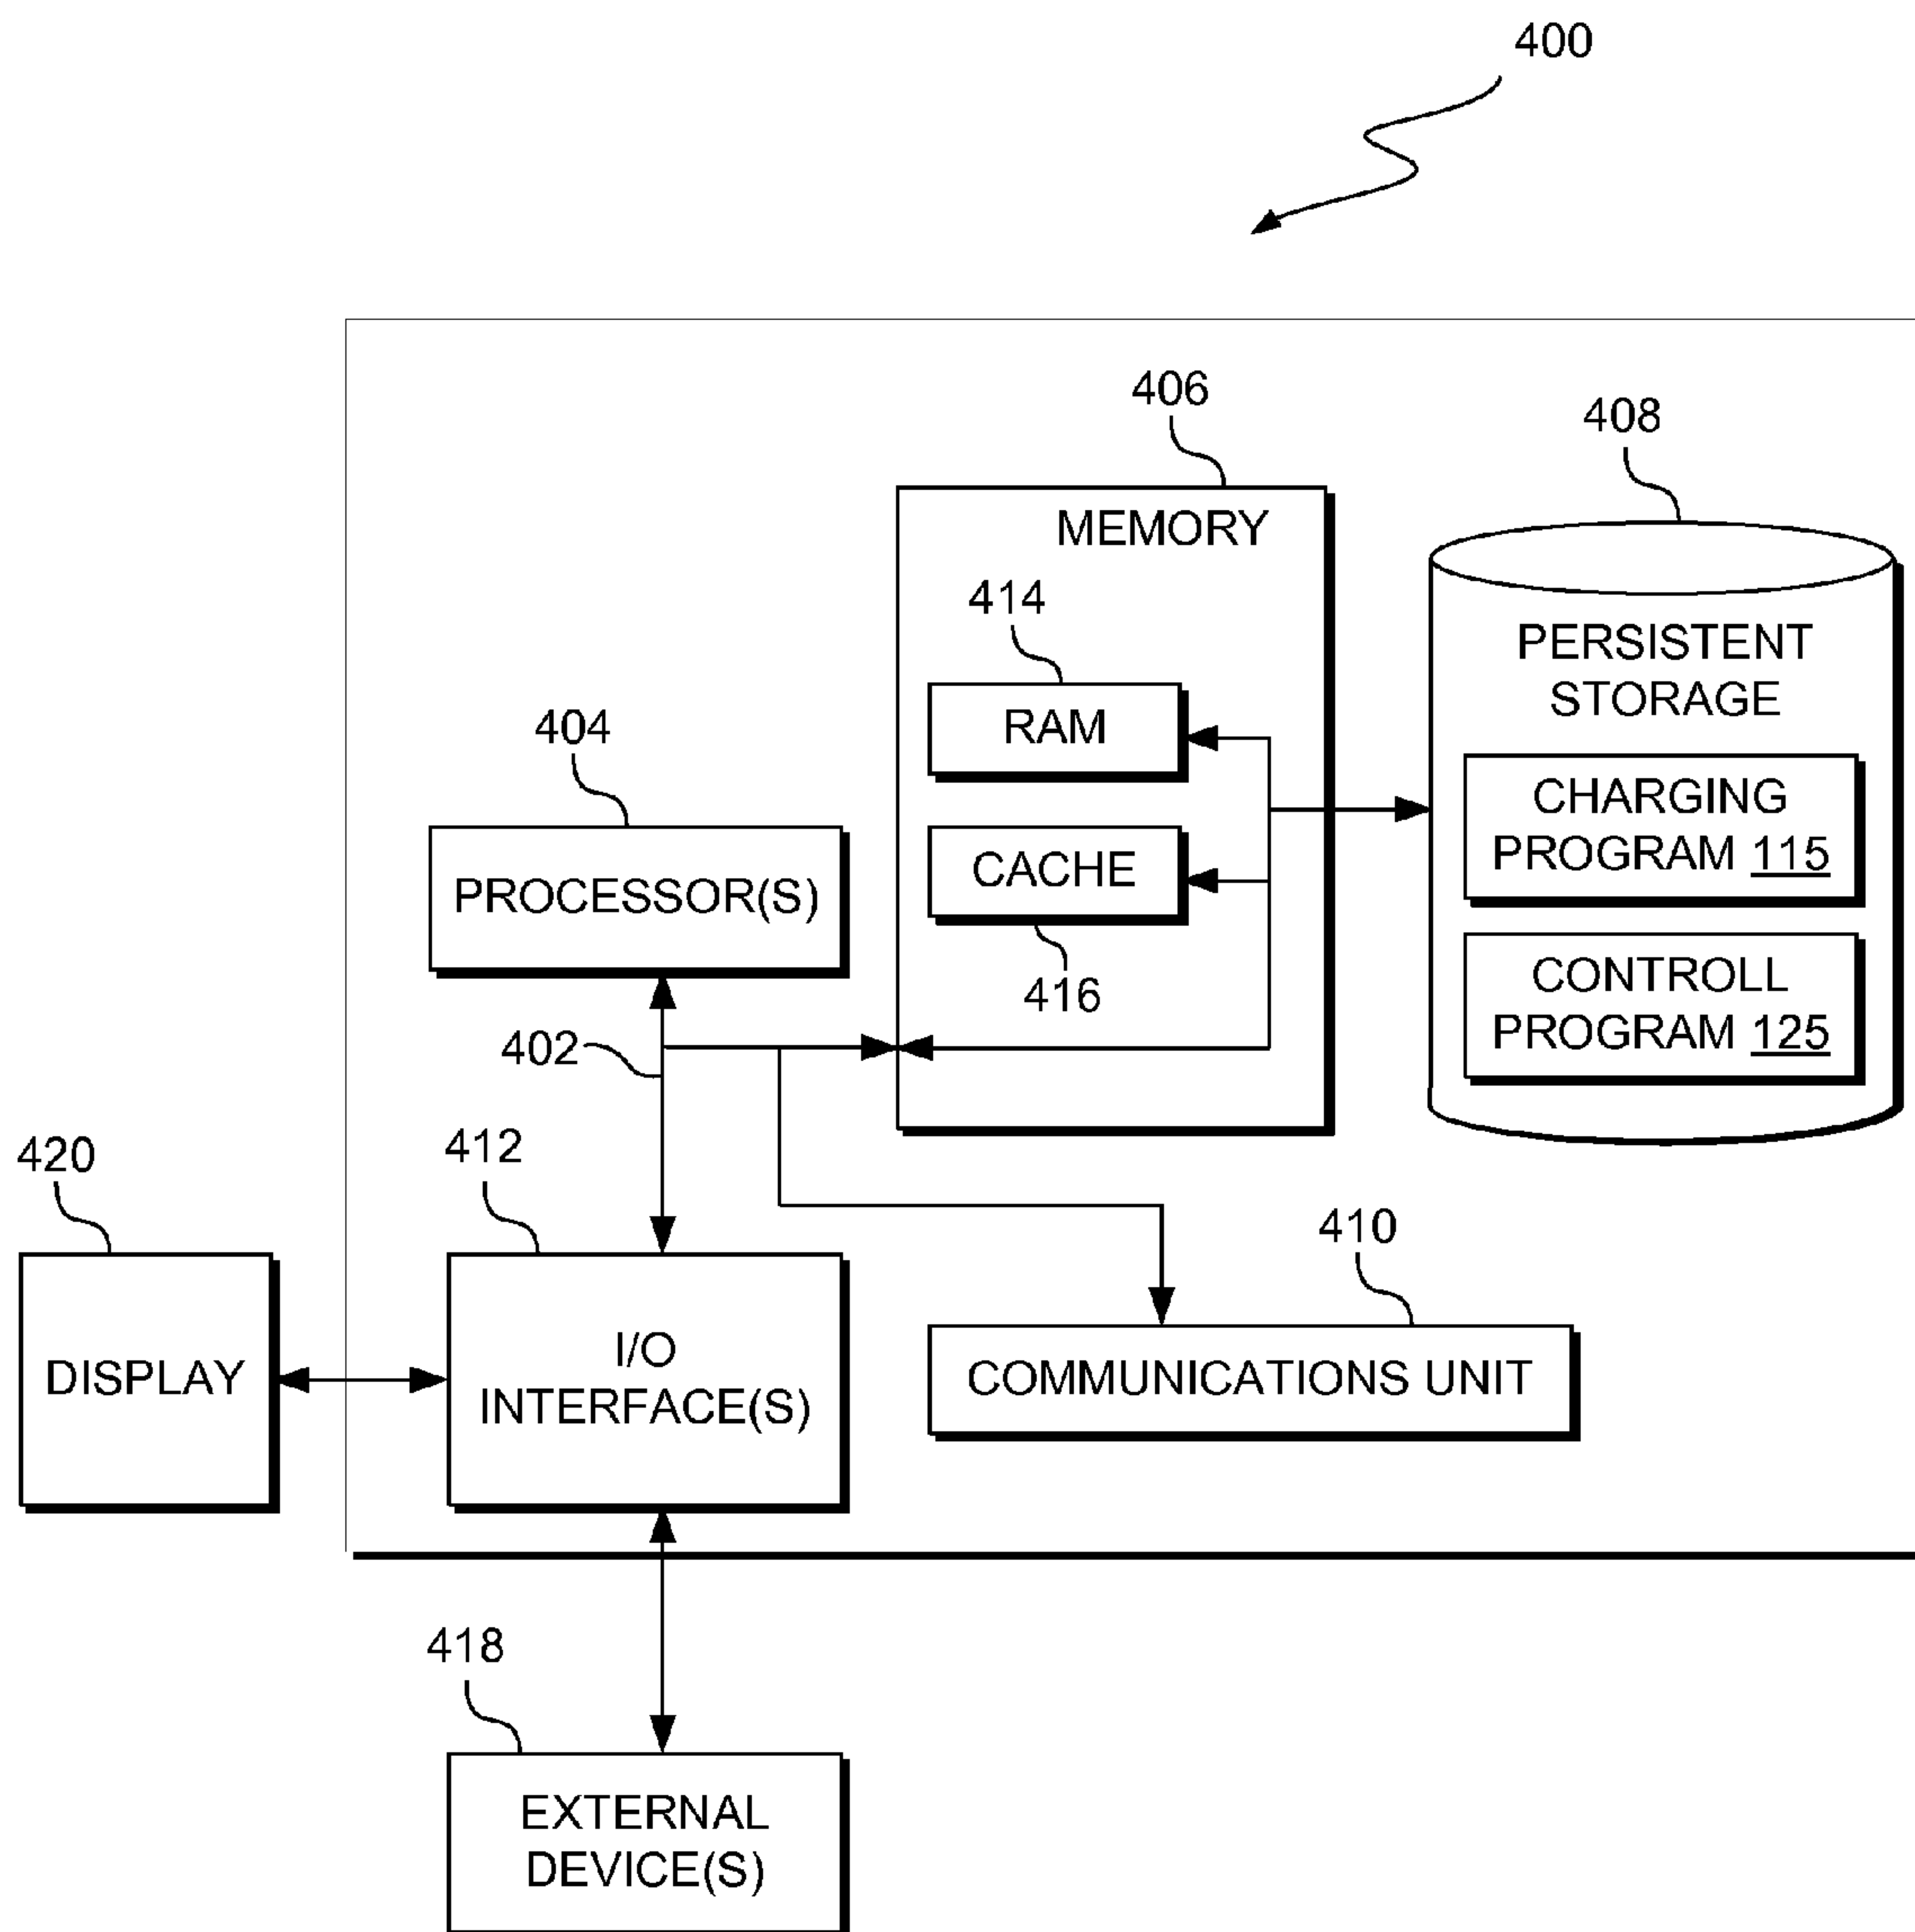 400
406
408
MEMORY
414
PERSISTENT
STORAGE
RAM
404
CHARGING
PROGRAM 115
CACHE
PROCESSOR(S)
416
CONTROLL
PROGRAM 125
402
420
412
410
I/O
INTERFACE(S)
DISPLAY
COMMUNICATIONS UNIT
418
EXTERNAL
DEVICE(S)